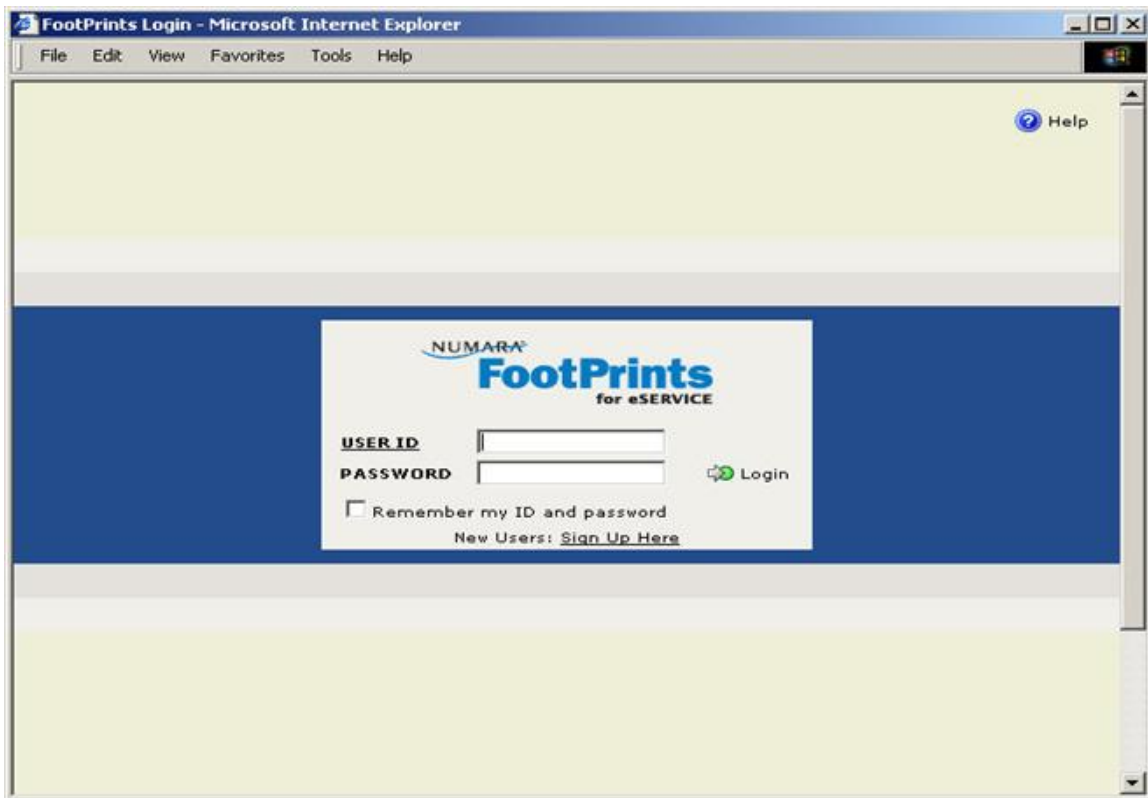 FootPrints Login - Microsoft Internet Explorer
File Edit View Favorites Tools Help
Help
NUMARA®
FootPrints
for eSERVICE
USER ID
PASSWORD
Login
Remember my ID and password
New Users: Sign Up Here